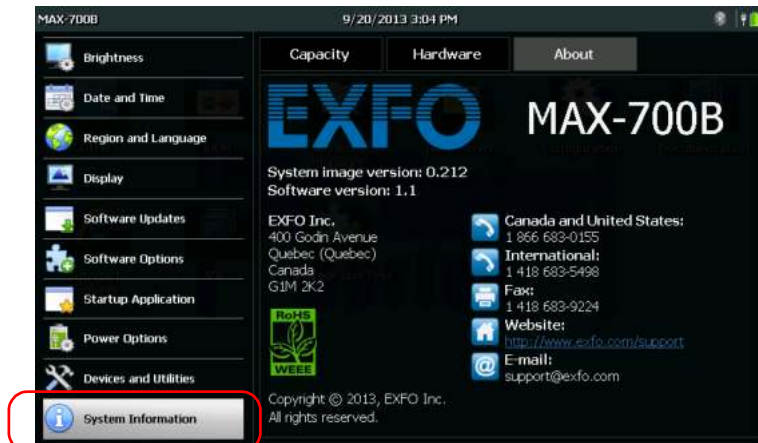 MAX-700B
9/20/2013 3:04 PM
Brightness
Date and Time
Region and Language
Display
Software Updates
Software Options
Startup Application
Power Options
Devices and Utilities
System Information
Capacity
Hardware
About
EXFO
MAX-700B
System image version: 0.212
Software version: 1.1
EXFO Inc.
400 Godin Avenue
Quebec (Quebec)
Canada
G1M 2K2
RoHS
WEEE
Canada and United States:
1 866 683-0155
International:
1 418 683-5498
Fax:
1 418 683-9224
Website:
http://www.exfo.com/support
E-mail:
support@exfo.com
Copyright © 2013, EXFO Inc.
All rights reserved.